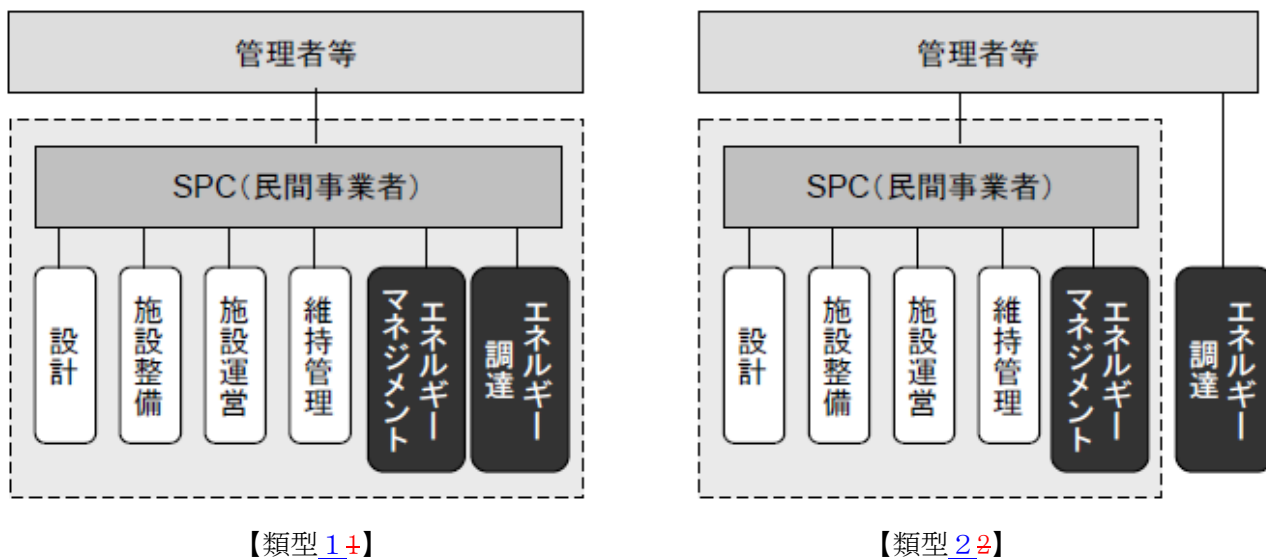 管理者等
SPC(民間事業者)
設計
施設整備
施設運営
維持管理
エネルギー
マネジメント
エネルギー
調達
【類型11】
管理者等
SPC(民間事業者)
設計
施設整備
施設運営
維持管理
エネルギー
マネジメント
エネルギー
調達
【類型22】